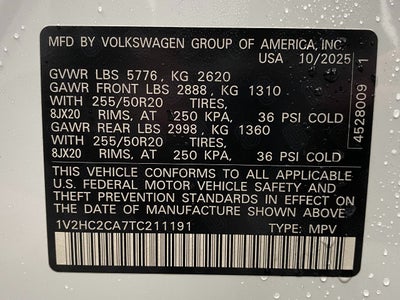 MFD BY VOLKSWAGEN GROUP OF AMERICA, INC.
USA 10/2025
GVWR LBS 5776, KG 2620
GAWR FRONT LBS 2888, KG 1310
WITH 255/50R20 TIRES,
8JX20 RIMS, AT 250 KPA, 36 PSI COLD
GAWR REAR LBS 2998, KG 1360
WITH 255/50R20 TIRES,
8JX20 RIMS, AT 250 KPA, 36 PSI COLD
THIS VEHICLE CONFORMS TO ALL APPLICABLE
U.S. FEDERAL MOTOR VEHICLE SAFETY AND
THEFT PREVENTION STANDARDS IN EFFECT ON
THE DATE OF MANUFACTURE SHOWN ABOVE.
1V2HC2CA7TC211191 TYPE: MPV
4528009 1